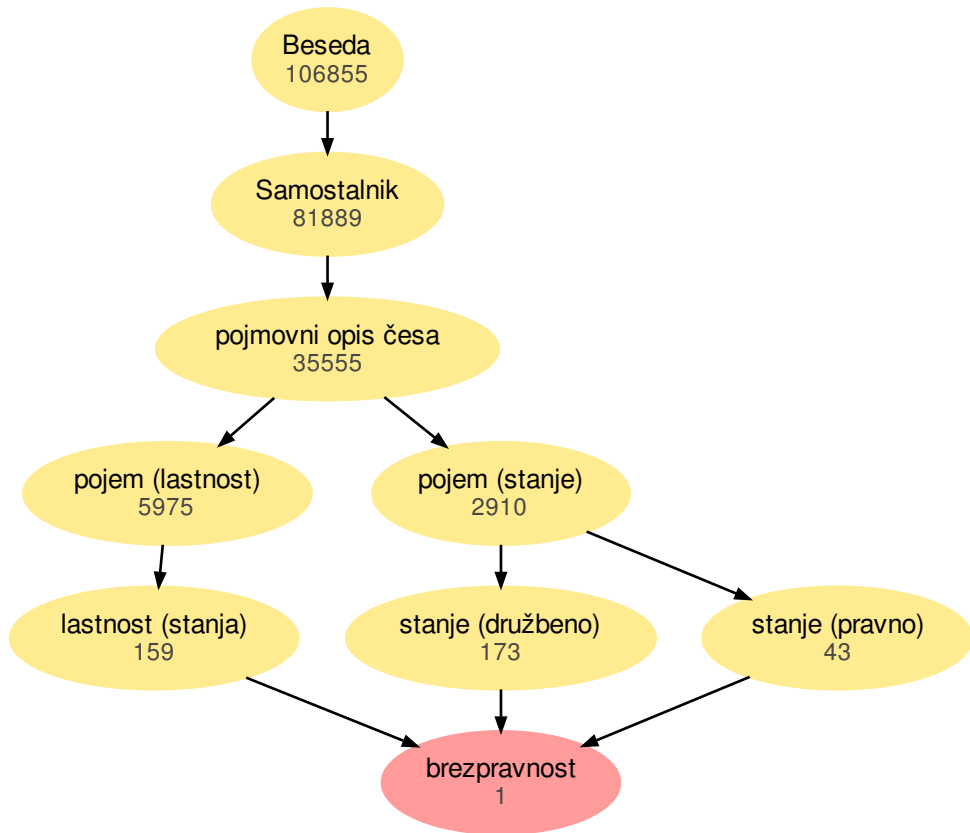 Beseda
106855
Samostalnik
81889
pojmovni opis česa
35555
pojem (lastnost)
5975
pojem (stanje)
2910
lastnost (stanja)
159
stanje (družbeno)
173
stanje (pravno)
43
brezpravnost
1